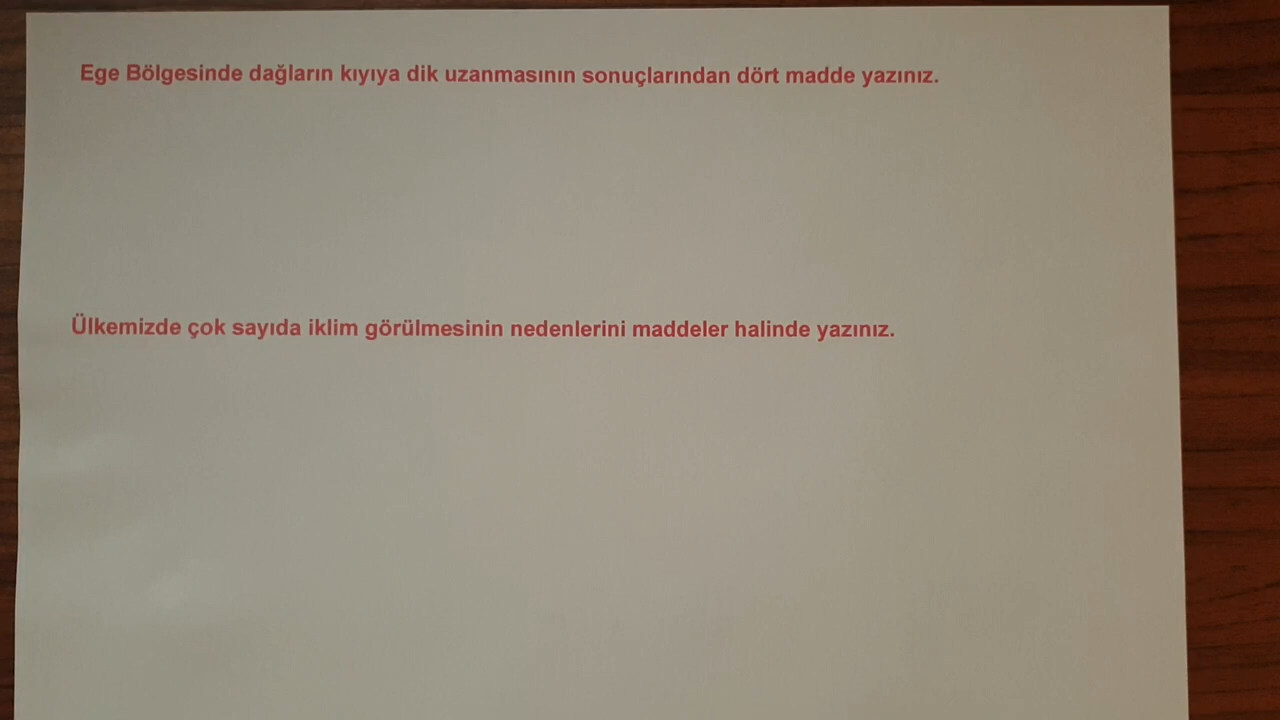 Ege Bölgesinde dağların kıyıya dik uzanmasının sonuçlarından dört madde yazınız.
Ülkemizde çok sayıda iklim görülmesinin nedenlerini maddeler halinde yazınız.